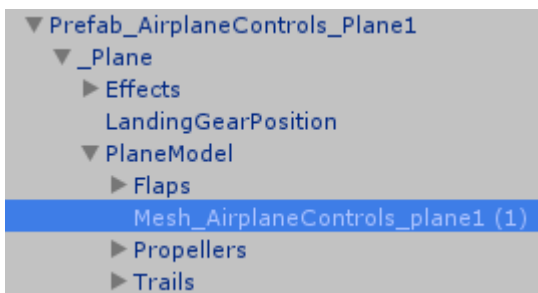 Prefab_AirplaneControls_Plane1
_Plane
Effects
LandingGearPosition
PlaneModel
Flaps
Mesh_AirplaneControls_plane1 (1)
Propellers
Trails